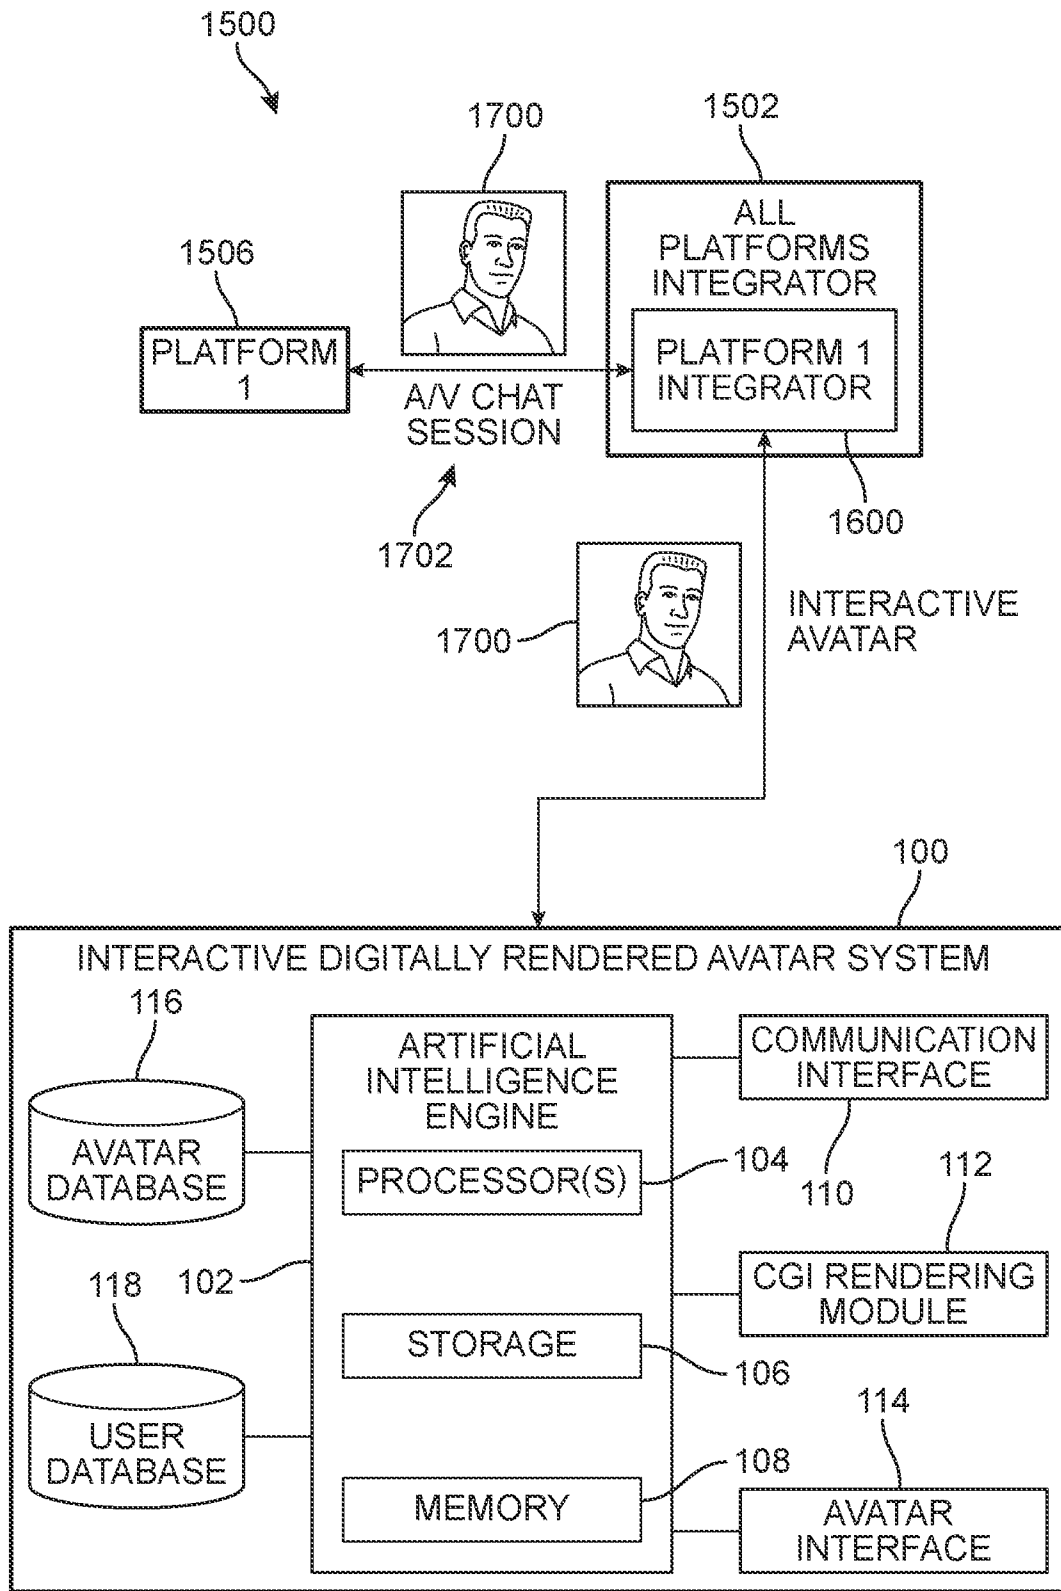 1500
1700
1502
ALL
PLATFORMS
INTEGRATOR
1506
PLATFORM
1
PLATFORM 1
INTEGRATOR
A/V CHAT
SESSION
1702
1600
1700
INTERACTIVE
AVATAR
100
INTERACTIVE DIGITALLY RENDERED AVATAR SYSTEM
116
AVATAR
DATABASE
ARTIFICIAL
INTELLIGENCE
ENGINE
COMMUNICATION
INTERFACE
110
PROCESSOR(S)
104
112
CGI RENDERING
MODULE
102
118
USER
DATABASE
STORAGE
106
114
AVATAR
INTERFACE
MEMORY
108